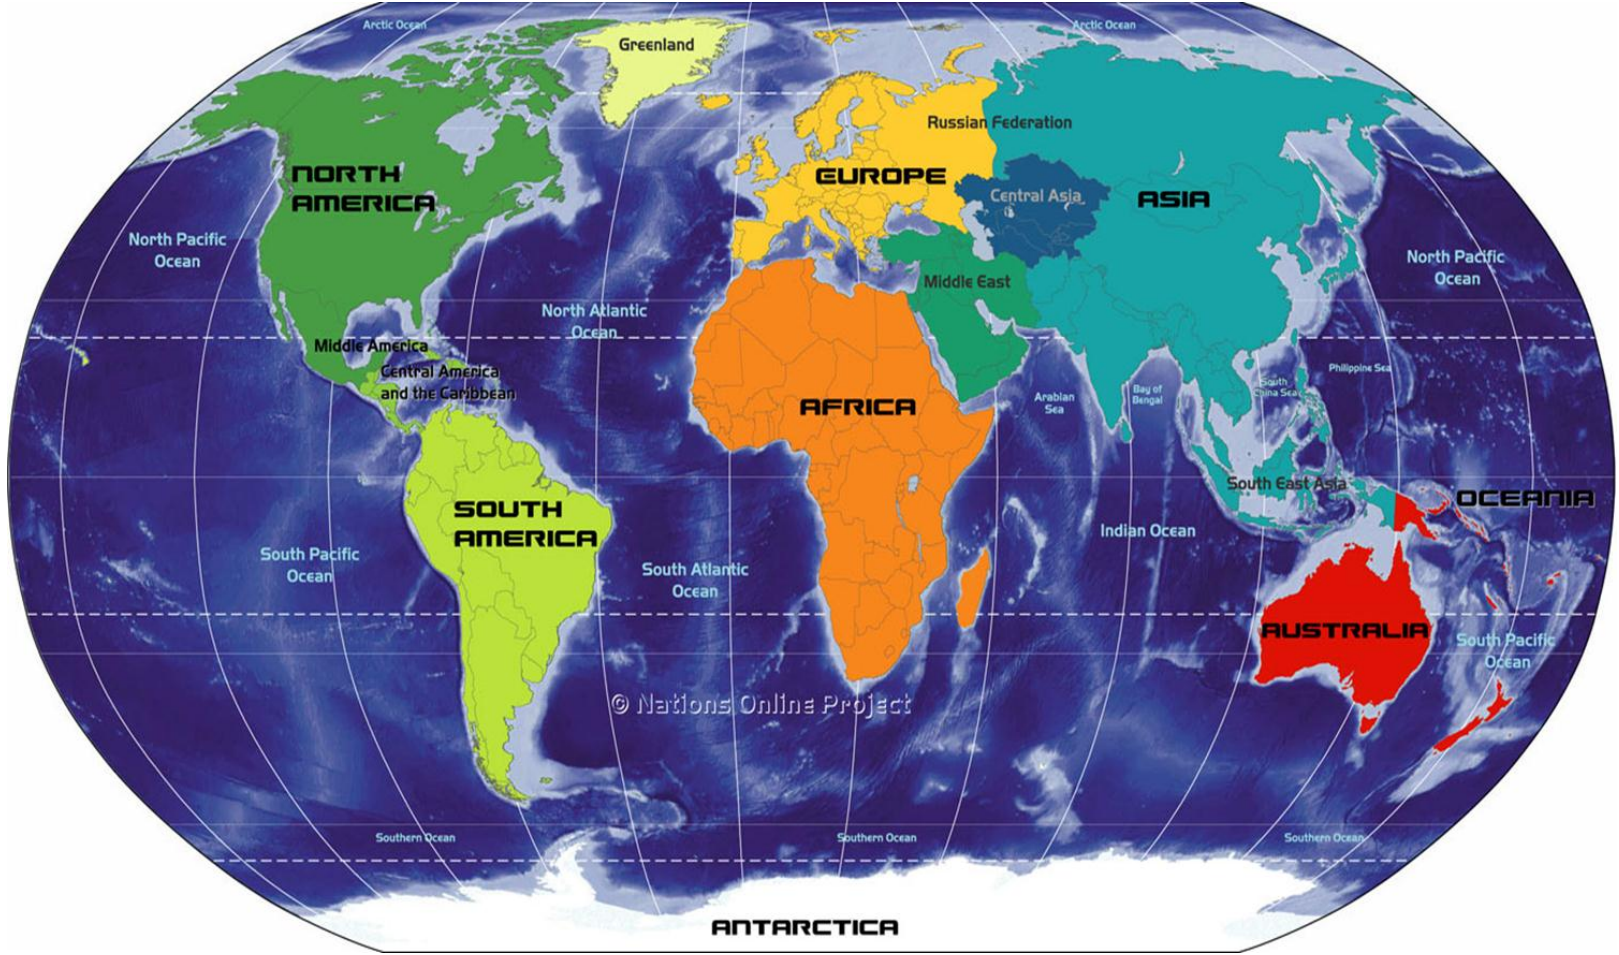 Arctic Ocean
Arctic Ocean
Greenland
Russian Federation
NORTH
AMERICA
EUROPE
Central Asia
ASIA
North Pacific
Ocean
North Pacific
Ocean
Middle East
North Atlantic
Ocean
Middle America
Central America
and the Caribbean
Philippine Sea
South
China Sea
Bay of
Bengal
Arabian
Sea
AFRICA
South East Asia
OCEANIA
SOUTH
AMERICA
Indian Ocean
South Pacific
Ocean
South Atlantic
Ocean
AUSTRALIA
South Pacific
Ocean
© Nations Online Project
Southern Ocean
Southern Ocean
Southern Ocean
ANTARCTICA